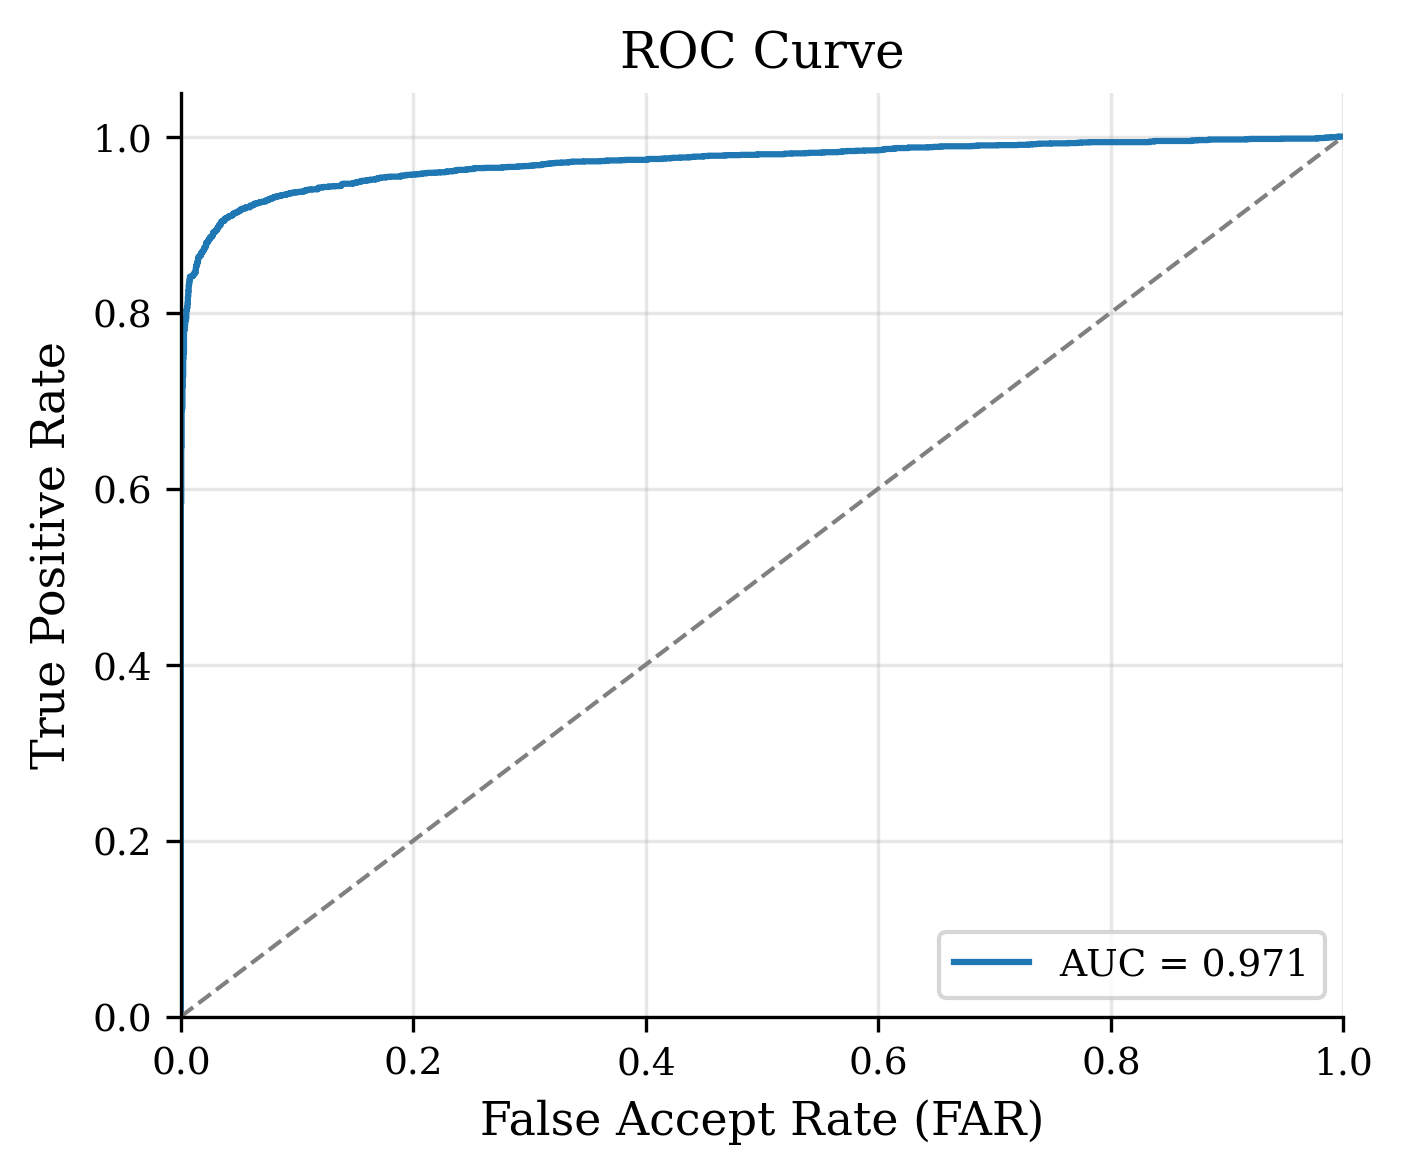 ROC Curve
True Positive Rate
1.0
0.8
0.6
0.4
0.2
0.0
0.0 0.2 0.4 0.6 0.8 1.0
False Accept Rate (FAR)
AUC = 0.971